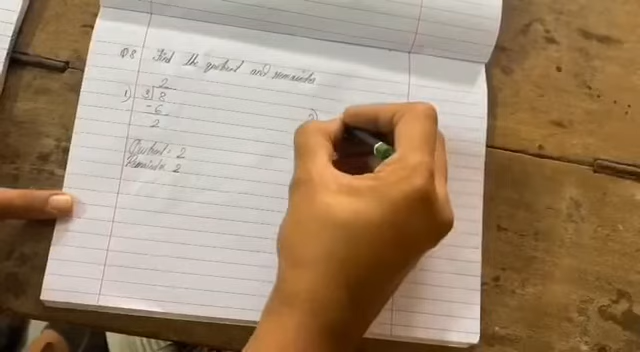 Q8 Find the quotient and remainder
1) 2
3 8
- 6
2
Quotient = 2
Remainder = 2
2)